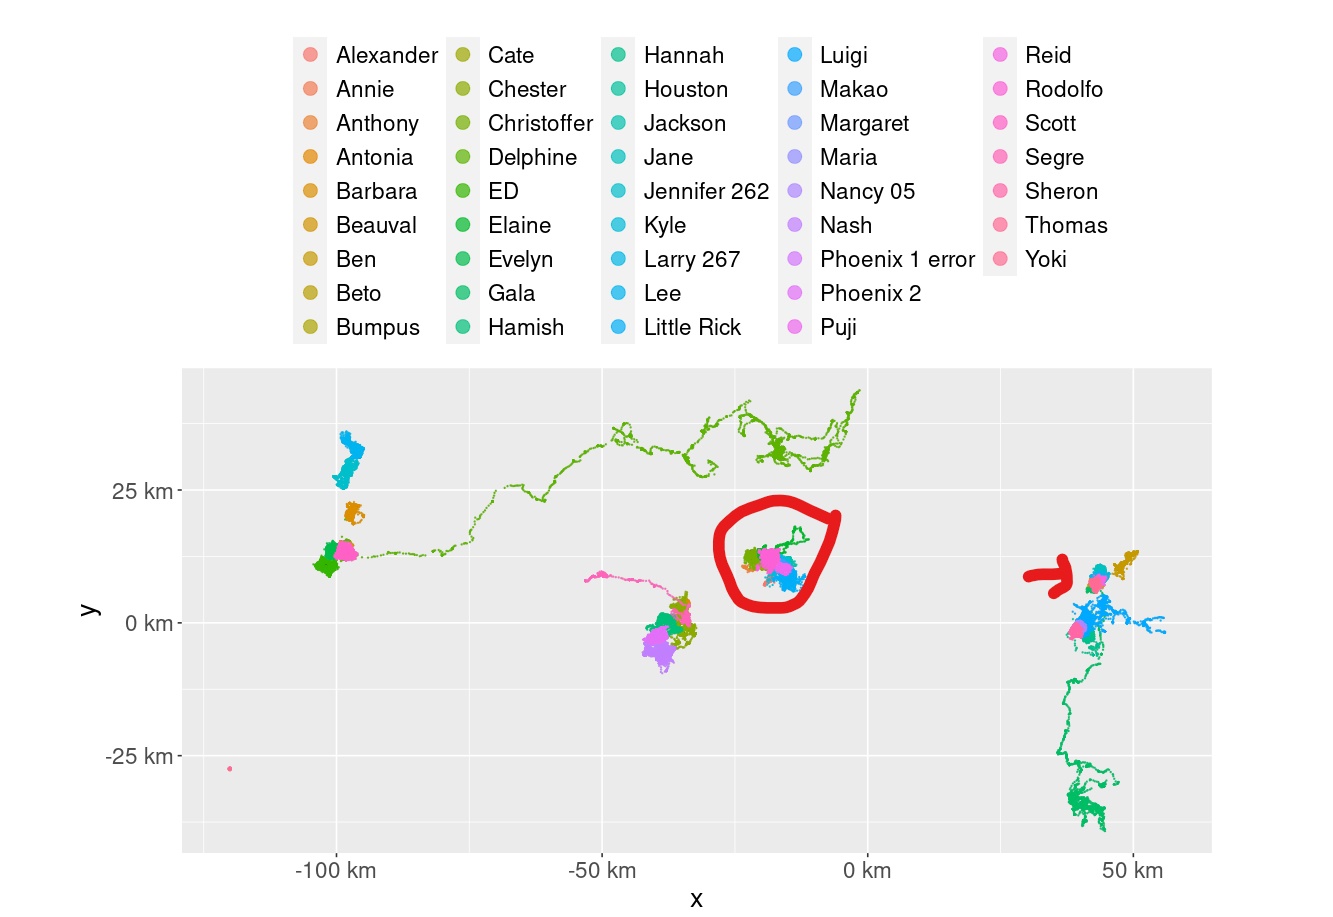 Alexander Cate Hannah Luigi Reid
Annie Chester Houston Makao Rodolfo
Anthony Christoffer Jackson Margaret Scott
Antonia Delphine Jane Maria Segre
Barbara ED Jennifer 262 Nancy 05 Sheron
Beauval Elaine Kyle Nash Thomas
Ben Evelyn Larry 267 Phoenix 1 error Yoki
Beto Gala Lee Phoenix 2
Bumpus Hamish Little Rick Puji
25 km
0 km
-25 km
y
-100 km -50 km 0 km 50 km
x